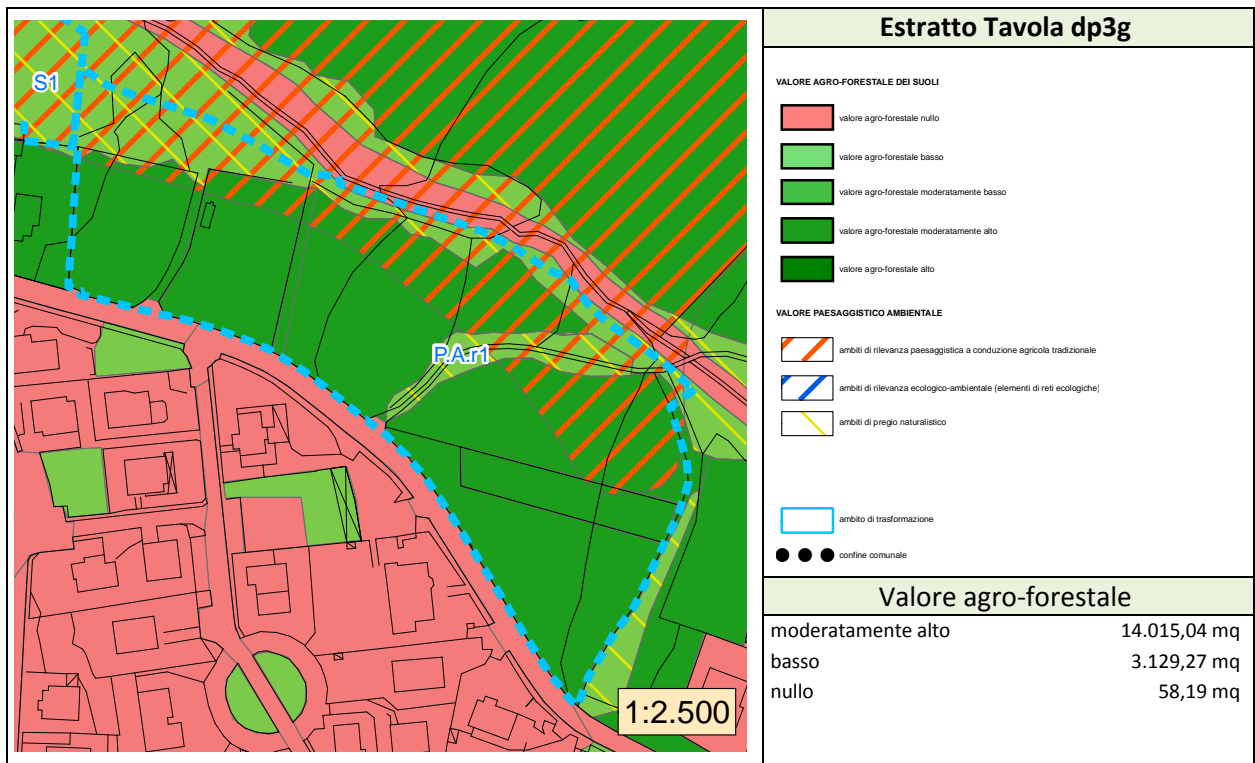 S1
P.A.r1
1:2.500
Estratto Tavola dp3g
VALORE AGRO-FORESTALE DEI SUOLI
valore agro-forestale nullo
valore agro-forestale basso
valore agro-forestale moderatamente basso
valore agro-forestale moderatamente alto
valore agro-forestale alto
VALORE PAESAGGISTICO AMBIENTALE
ambiti di rilevanza paesaggistica a conduzione agricola tradizionale
ambiti di rilevanza ecologico-ambientale (elementi di reti ecologiche)
ambiti di pregio naturalistico
ambito di trasformazione
confine comunale
Valore agro-forestale
moderatamente alto 14.015,04 mq
basso 3.129,27 mq
nullo 58,19 mq